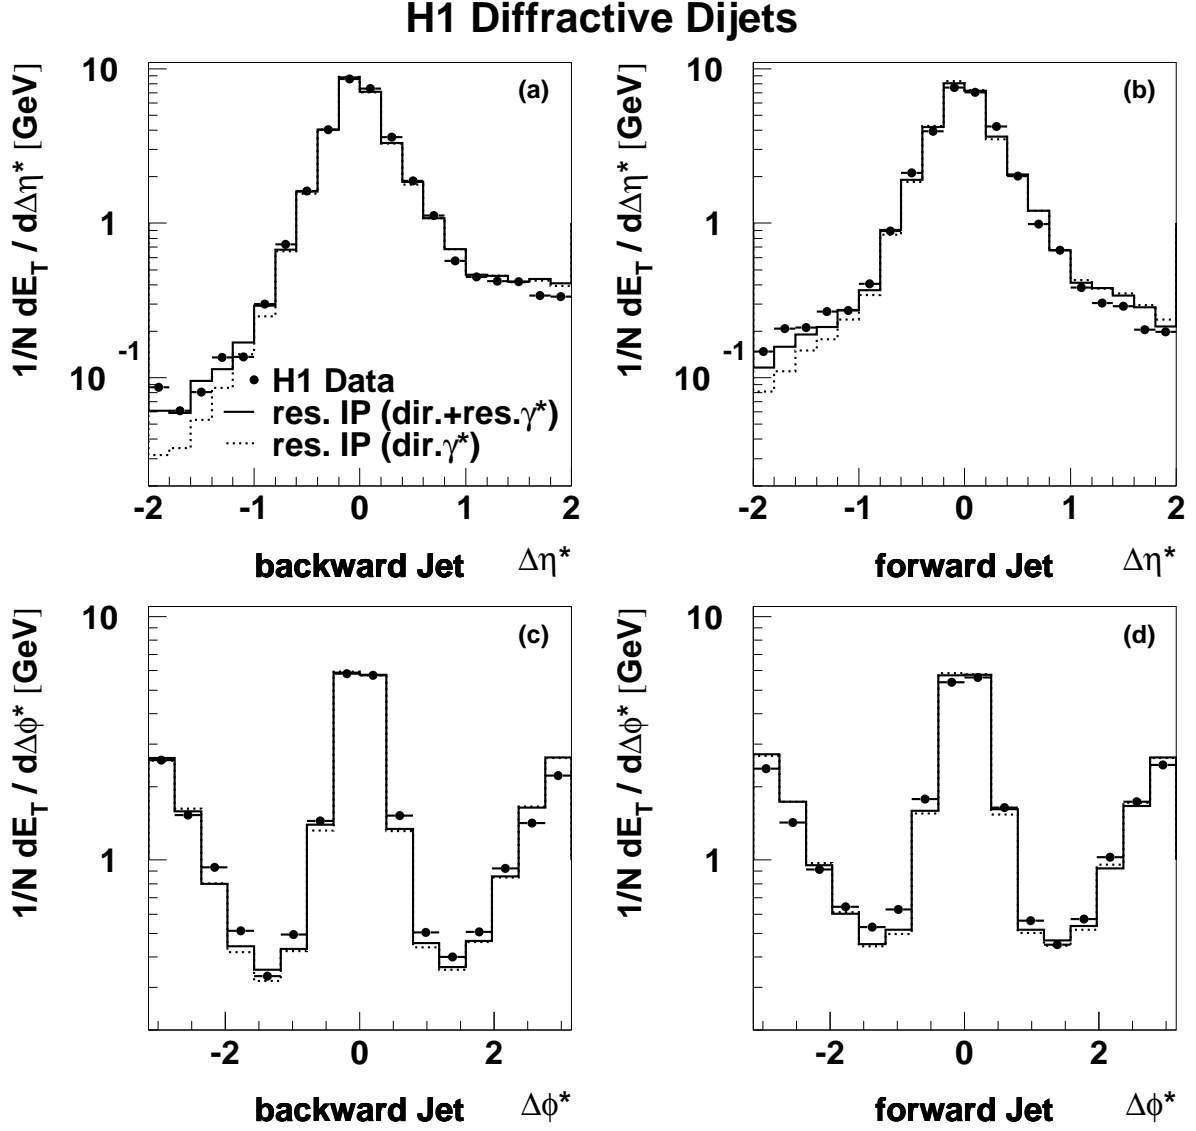 H1 Diffractive Dijets
1/N dE_T / dΔη* [GeV]
10
1
10^-1
(a)
H1 Data
res. IP (dir.+res.γ*)
res. IP (dir.γ*)
-2 -1 0 1 2
backward Jet Δη*
1/N dE_T / dΔη* [GeV]
10
1
10^-1
(b)
-2 -1 0 1 2
forward Jet Δη*
1/N dE_T / dΔϕ* [GeV]
10
1
(c)
-2 0 2
backward Jet Δϕ*
1/N dE_T / dΔϕ* [GeV]
10
1
(d)
-2 0 2
forward Jet Δϕ*